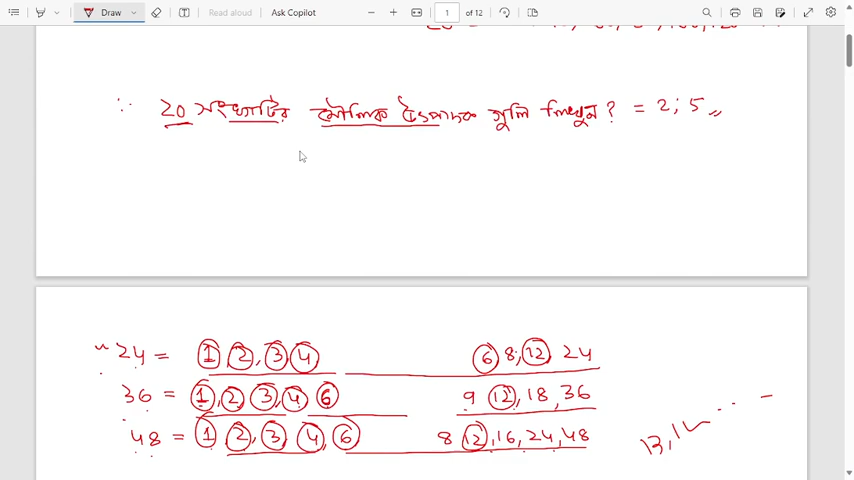 Draw
Read aloud
Ask Copilot
1 of 12
∵ 20 সংখ্যাটির মৌলিক উৎপাদক গুলি লিখুন? = 2; 5 〃
24 = 1, 2, 3, 4 6 8, 12 24
36 = 1, 2, 3, 4 6 9 12, 18, 36
48 = 1 2, 3 4, 6 8 12, 16, 24, 48